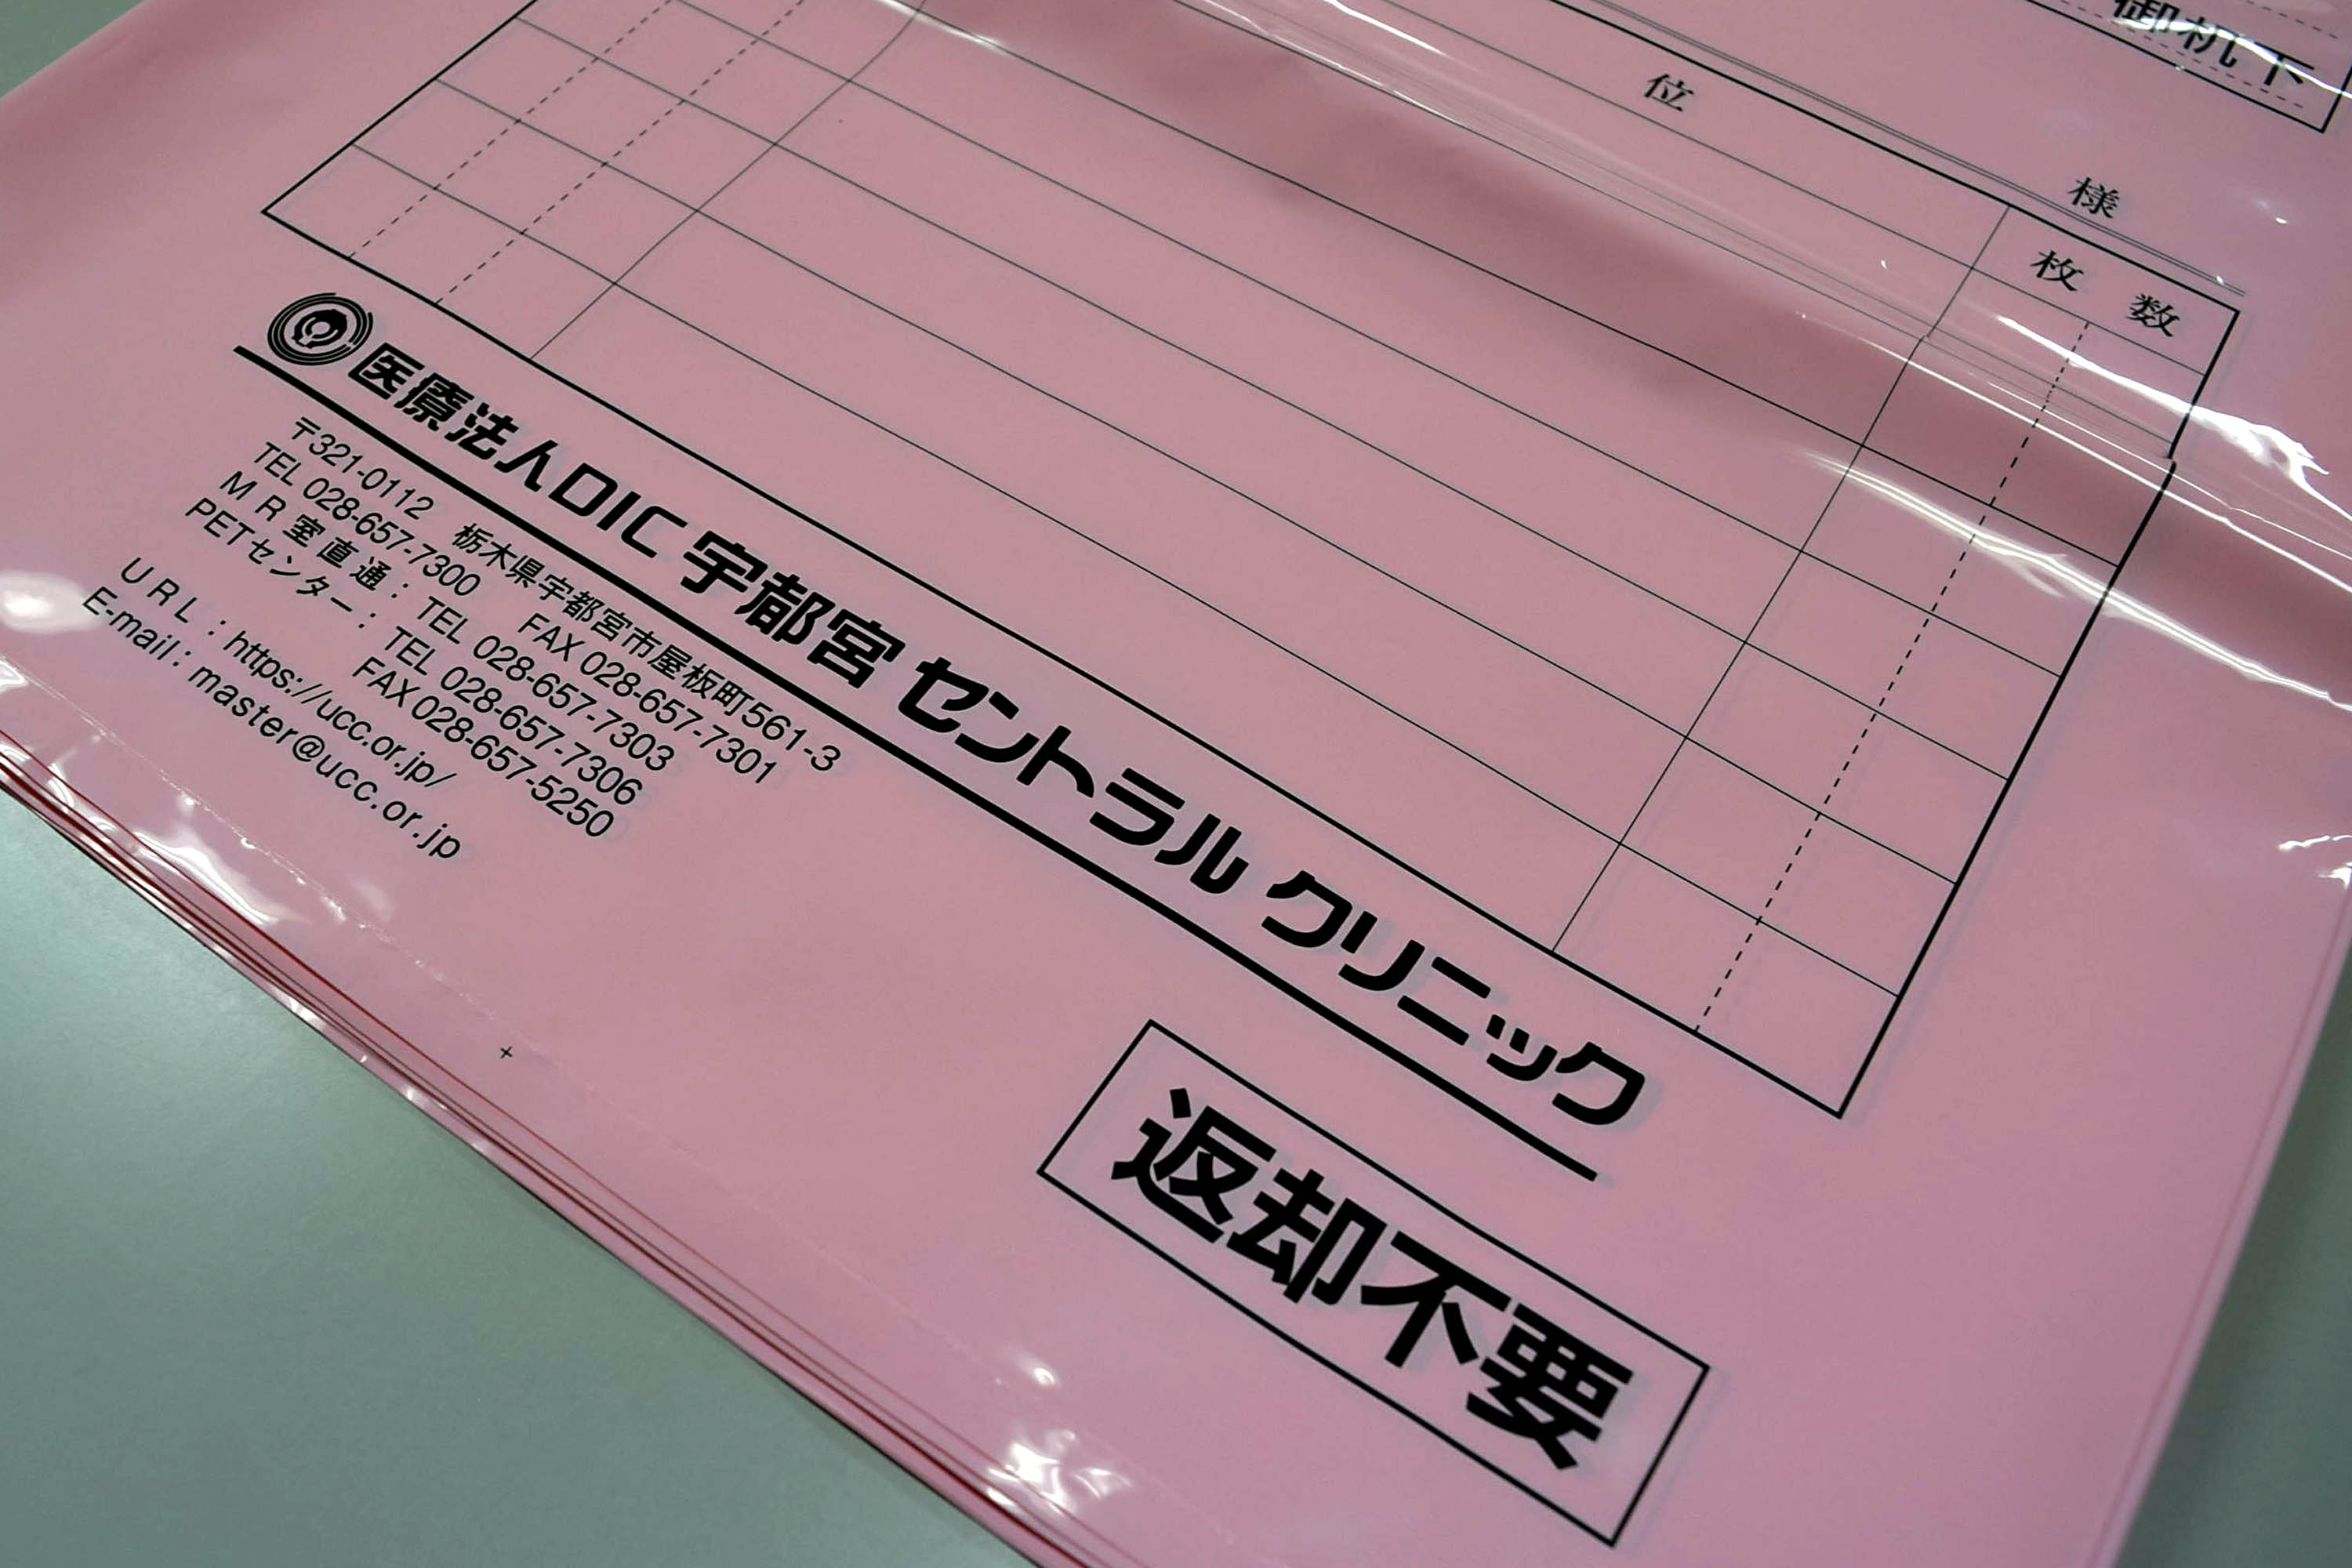 御机下
様
位
枚 数
医療法人DIC 宇都宮 セントラル クリニック
〒321-0112 栃木県宇都宮市屋板町561-3
TEL 028-657-7300 FAX 028-657-7301
M R 室 直 通 : TEL 028-657-7303
PETセンター : TEL 028-657-7306
FAX 028-657-5250
U R L : https://ucc.or.jp/
E-mail : master@ucc.or.jp
返却不要